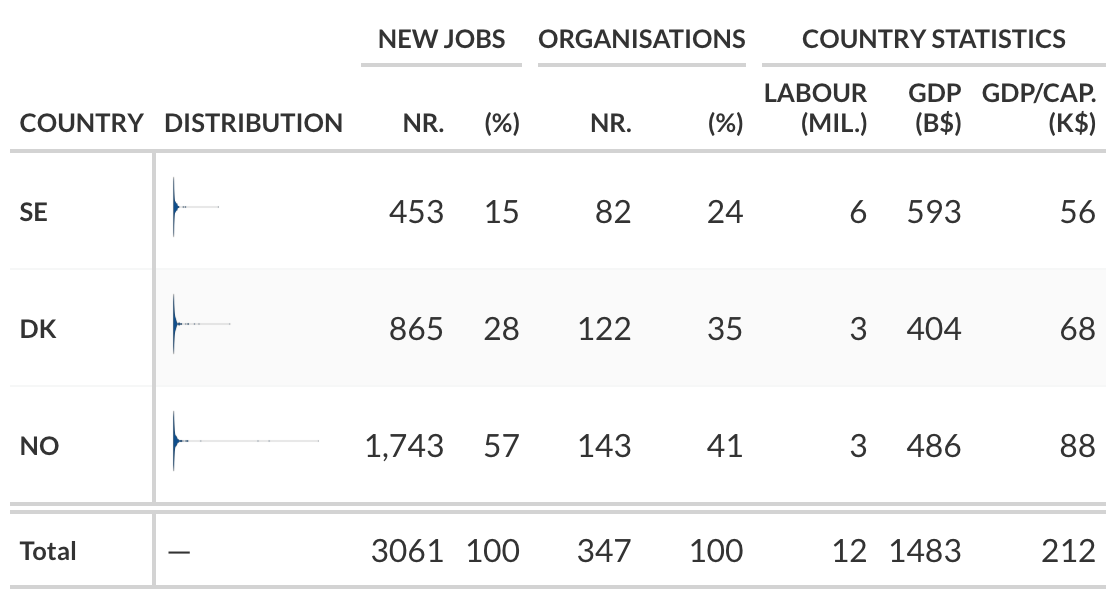 NEW JOBS ORGANISATIONS COUNTRY STATISTICS
LABOUR GDP GDP/CAP.
COUNTRY DISTRIBUTION NR. (%) NR. (%) (MIL.) (B$) (K$)
SE 453 15 82 24 6 593 56
DK 865 28 122 35 3 404 68
NO 1,743 57 143 41 3 486 88
Total — 3061 100 347 100 12 1483 212